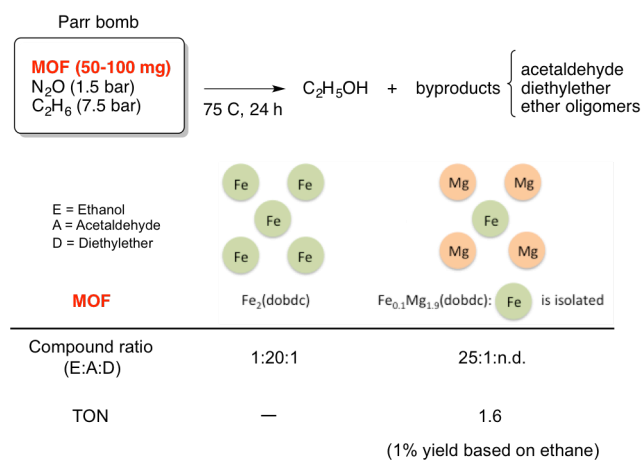 Parr bomb
MOF (50-100 mg)
N₂O (1.5 bar)
C₂H₆ (7.5 bar)
75 C, 24 h
C₂H₅OH + byproducts
acetaldehyde
diethylether
ether oligomers
E = Ethanol
A = Acetaldehyde
D = Diethylether
Fe Fe
Fe
Fe Fe
Mg Mg
Fe
Mg Mg
MOF Fe₂(dobdc) Fe₀.₁Mg₁.₉(dobdc): Fe is isolated
Compound ratio
(E:A:D) 1:20:1 25:1:n.d.
TON — 1.6
(1% yield based on ethane)